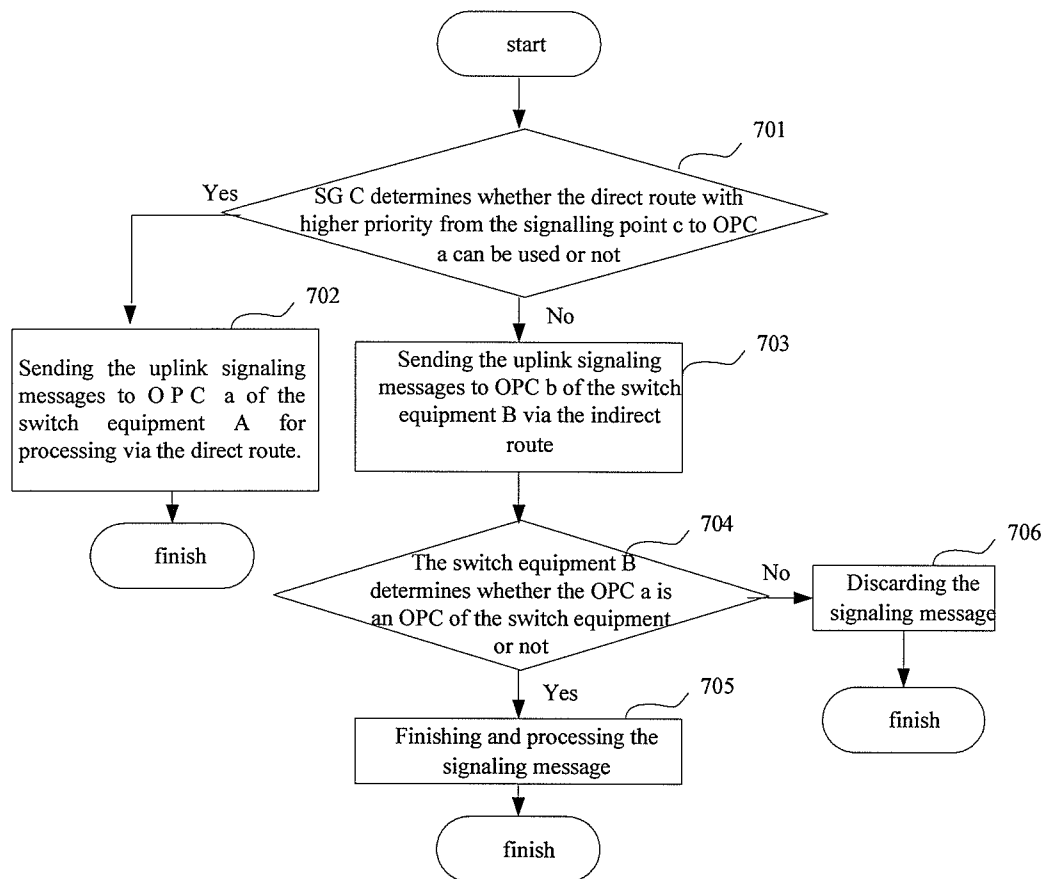 start
701
SG C determines whether the direct route with
higher priority from the signalling point c to OPC
a can be used or not
Yes
No
702
Sending the uplink signaling
messages to O P C a of the
switch equipment A for
processing via the direct route.
finish
703
Sending the uplink signaling
messages to OPC b of the switch
equipment B via the indirect
route
704
The switch equipment B
determines whether the OPC a is
an OPC of the switch equipment
or not
No
706
Discarding the
signaling message
finish
Yes
705
Finishing and processing the
signaling message
finish